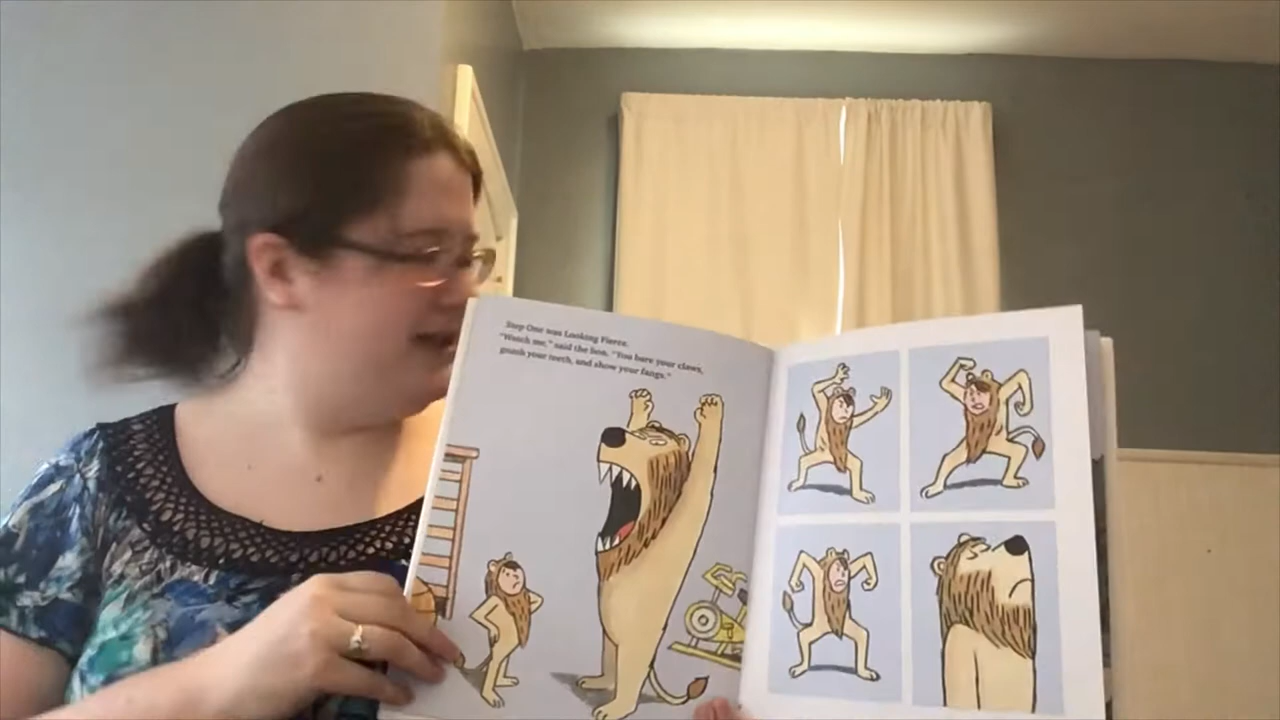 Step One was Looking Fierce.
"Watch me," said the lion. "You bare your claws,
gnash your teeth, and show your fangs."